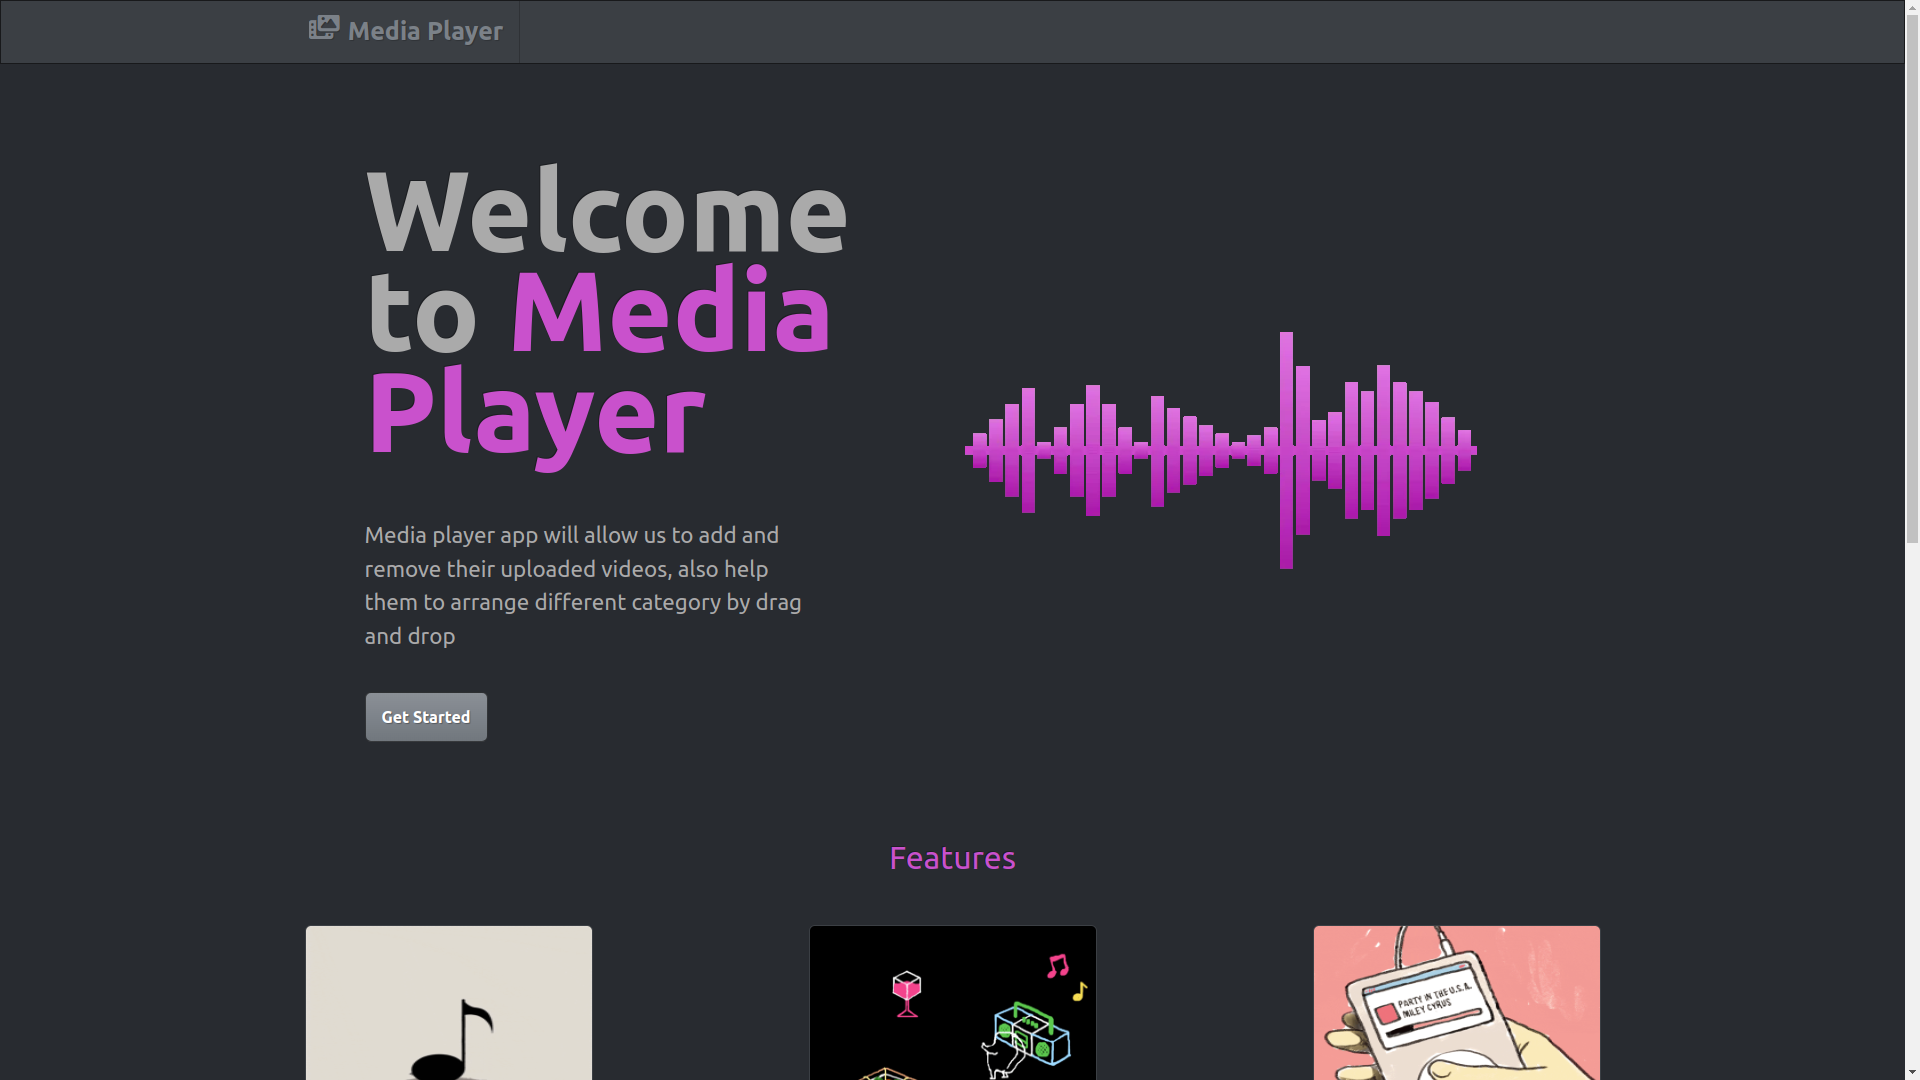 Media Player
Welcome
to Media
Player
Media player app will allow us to add and
remove their uploaded videos, also help
them to arrange different category by drag
and drop
Get Started
Features
PARTY IN THE U.S.A.
MILEY CYRUS